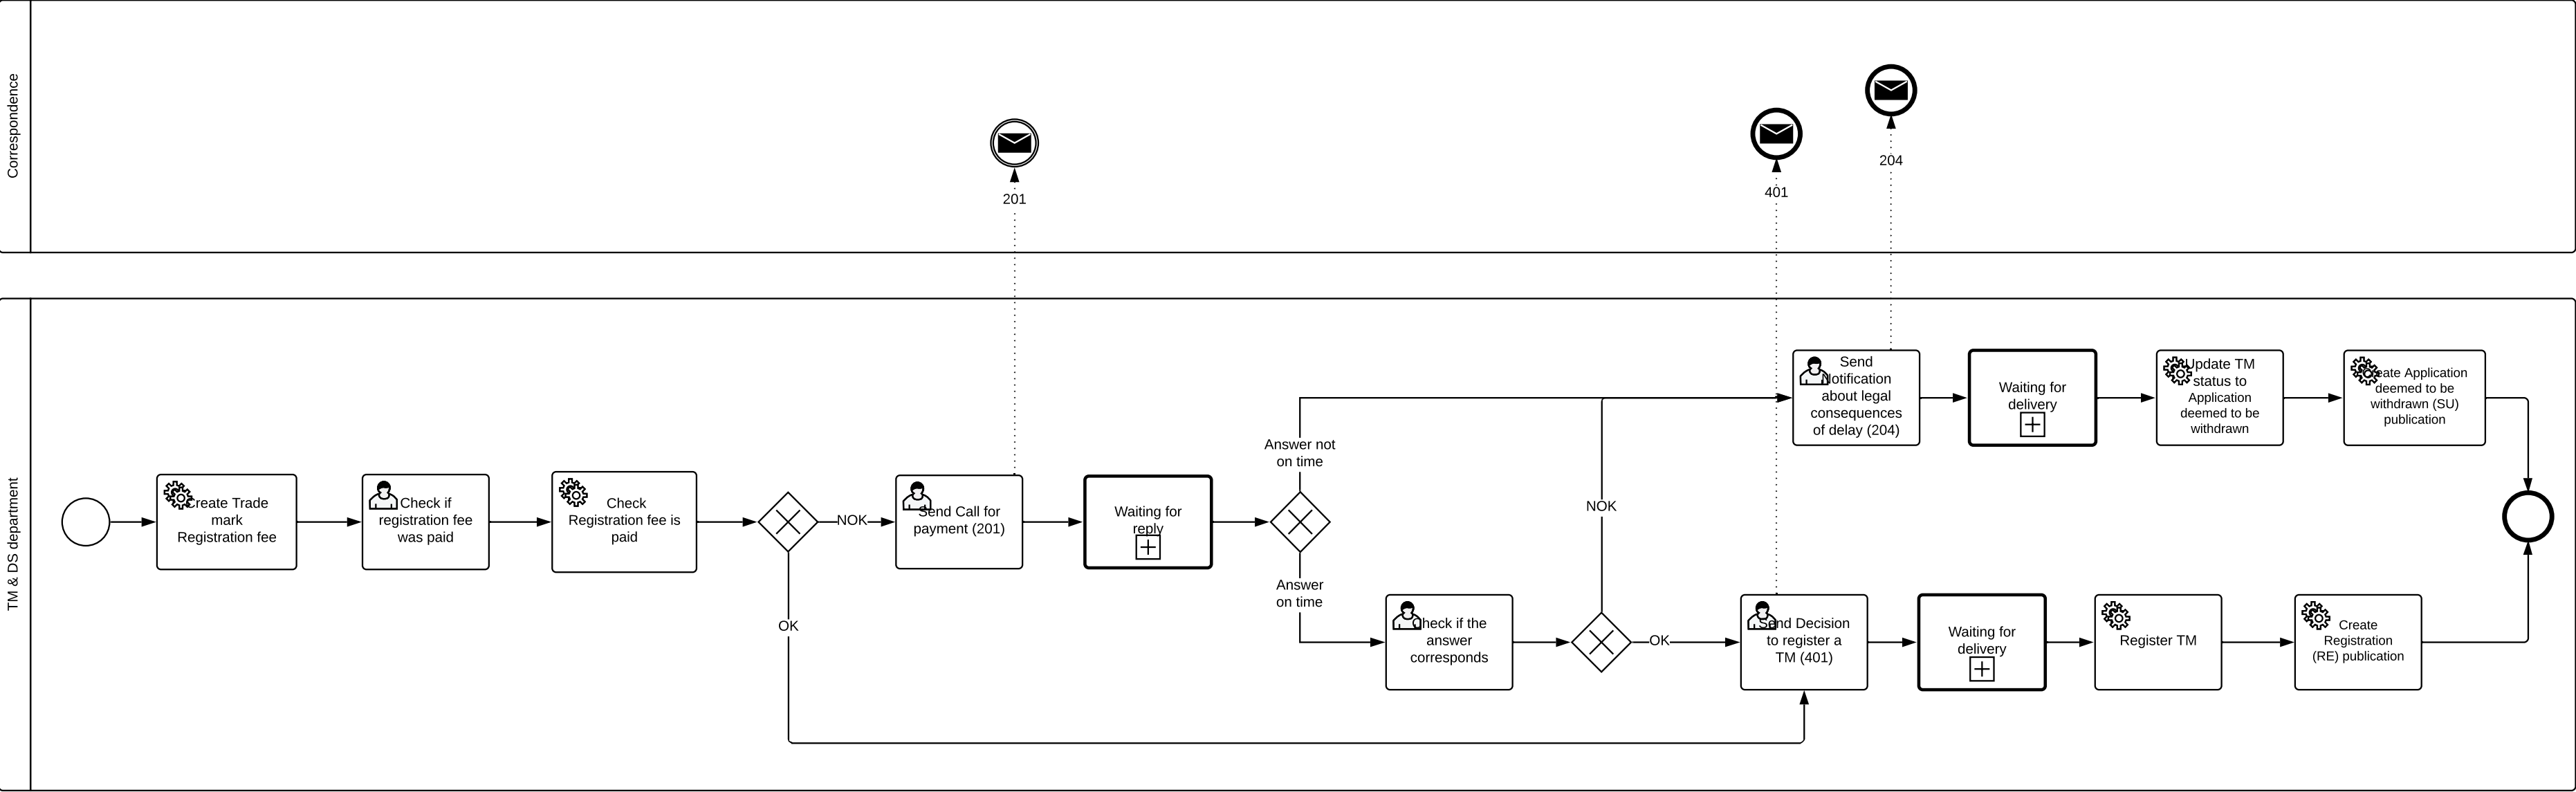 Correspondence
201
401
204
TM & DS department
Create Trade
mark
Registration fee
Check if
registration fee
was paid
Check
Registration fee is
paid
NOK
OK
Send Call for
payment (201)
Waiting for
reply
Answer not
on time
Answer
on time
Check if the
answer
corresponds
NOK
OK
Send
Notification
about legal
consequences
of delay (204)
Waiting for
delivery
Update TM
status to
Application
deemed to be
withdrawn
Create Application
deemed to be
withdrawn (SU)
publication
Send Decision
to register a
TM (401)
Waiting for
delivery
Register TM
Create
Registration
(RE) publication